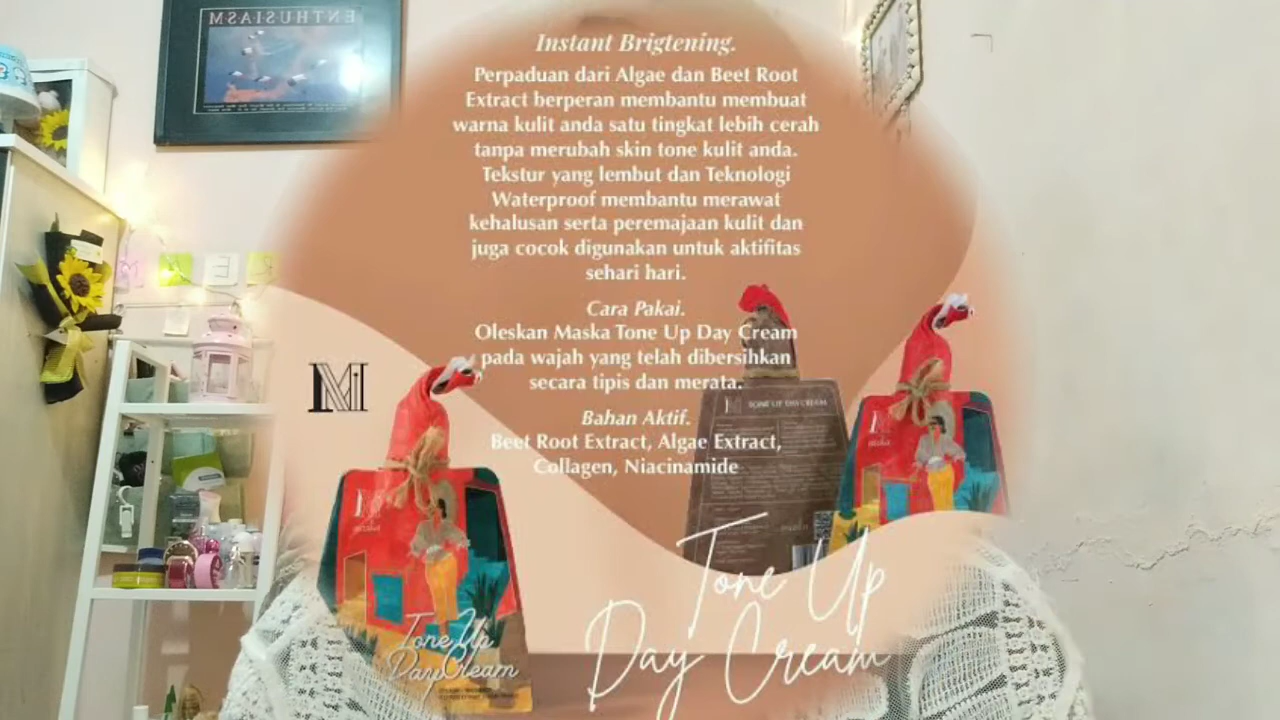 ENTHUSIASM
Instant Brigtening.
Perpaduan dari Algae dan Beet Root
Extract berperan membantu membuat
warna kulit anda satu tingkat lebih cerah
tanpa merubah skin tone kulit anda.
Tekstur yang lembut dan Teknologi
Waterproof membantu merawat
kehalusan serta peremajaan kulit dan
juga cocok digunakan untuk aktifitas
sehari hari.
Cara Pakai.
Oleskan Maska Tone Up Day Cream
pada wajah yang telah dibersihkan
secara tipis dan merata.
Bahan Aktif.
Beet Root Extract, Algae Extract,
Collagen, Niacinamide
TONE UP DAY CREAM
maska
maska
Tone Up
Day Cream
Tone Up
Day Cream